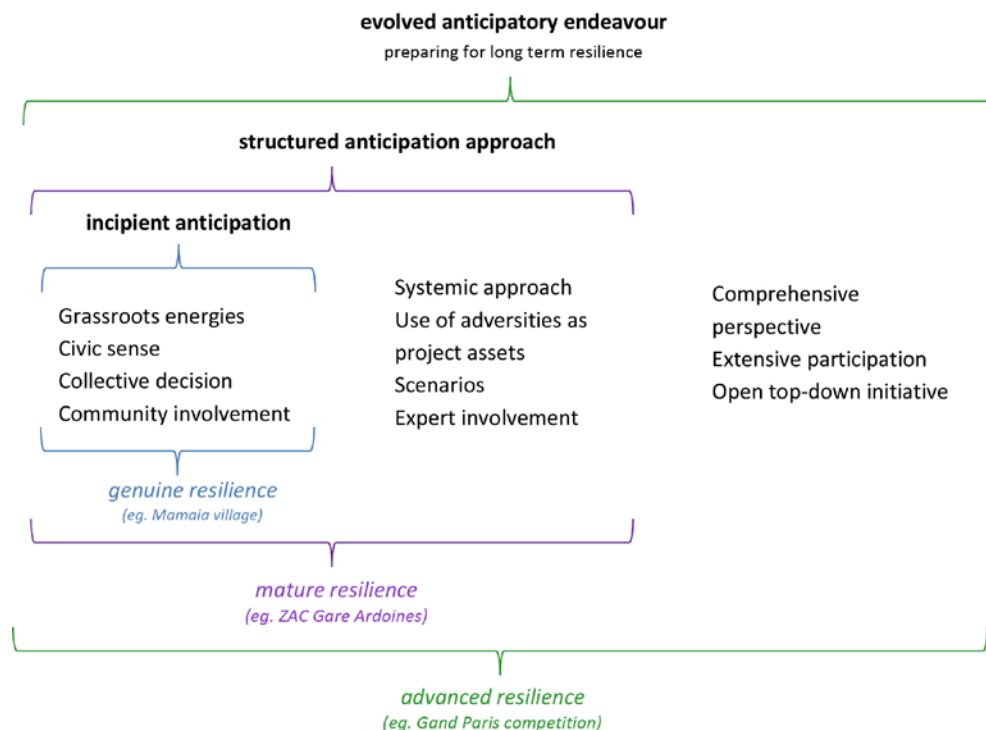 evolved anticipatory endeavour
preparing for long term resilience
structured anticipation approach
incipient anticipation
Grassroots energies
Civic sense
Collective decision
Community involvement
Systemic approach
Use of adversities as
project assets
Scenarios
Expert involvement
Comprehensive
perspective
Extensive participation
Open top-down initiative
genuine resilience
(eg. Mamaia village)
mature resilience
(eg. ZAC Gare Ardoines)
advanced resilience
(eg. Gand Paris competition)